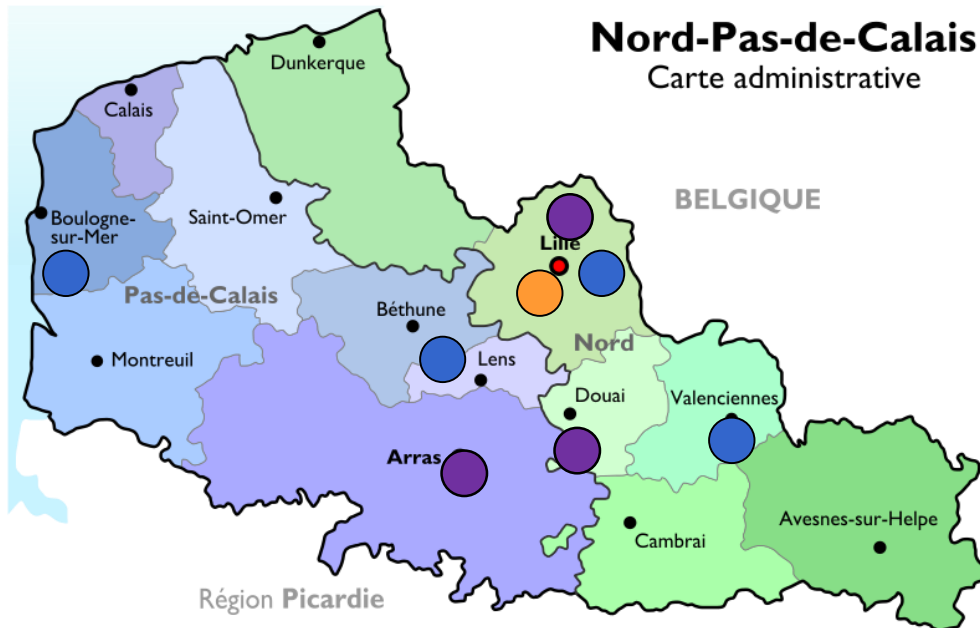 Nord-Pas-de-Calais
Carte administrative
Dunkerque
Calais
BELGIQUE
Boulogne-
sur-Mer
Saint-Omer
Lille
Pas-de-Calais
Béthune
Nord
Montreuil
Lens
Douai
Valenciennes
Arras
Avesnes-sur-Helpe
Cambrai
Région Picardie